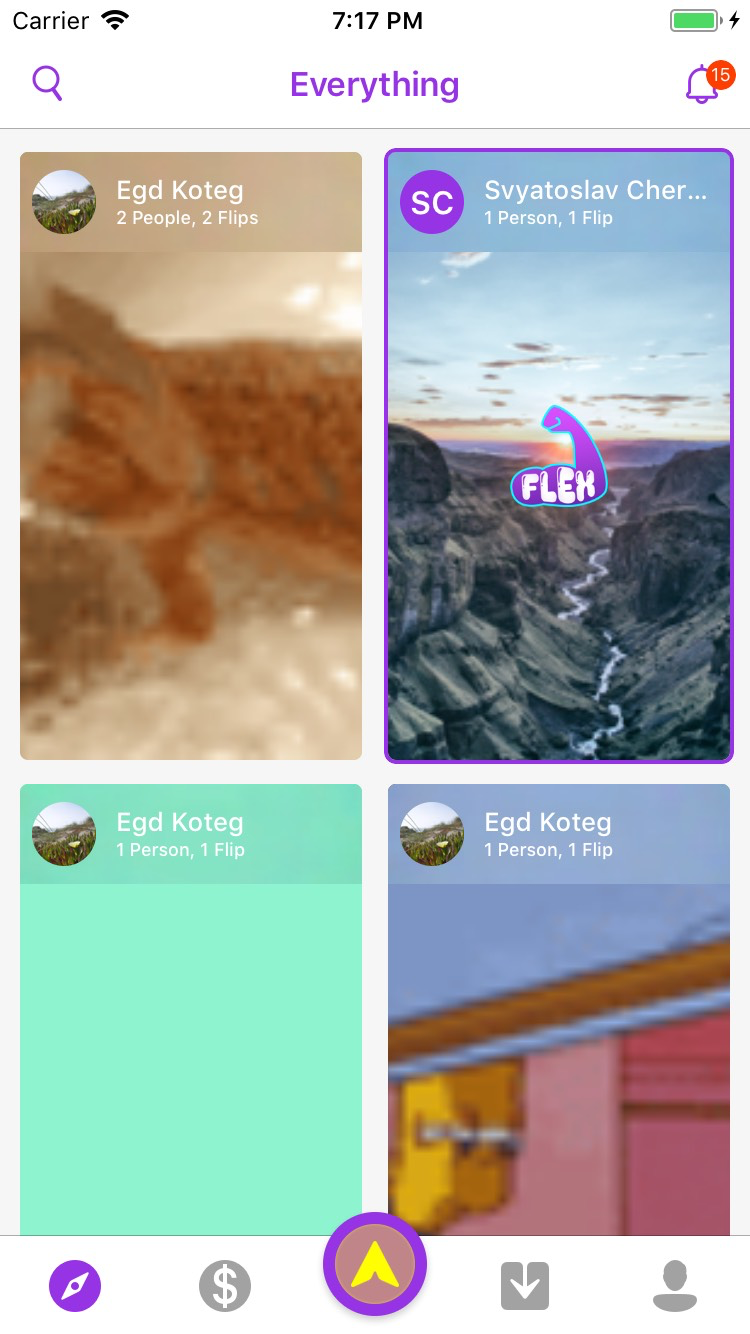 Carrier 7:17 PM
Everything
15
Egd Koteg
2 People, 2 Flips
SC
Svyatoslav Cher...
1 Person, 1 Flip
FLEX
Egd Koteg
1 Person, 1 Flip
Egd Koteg
1 Person, 1 Flip
$